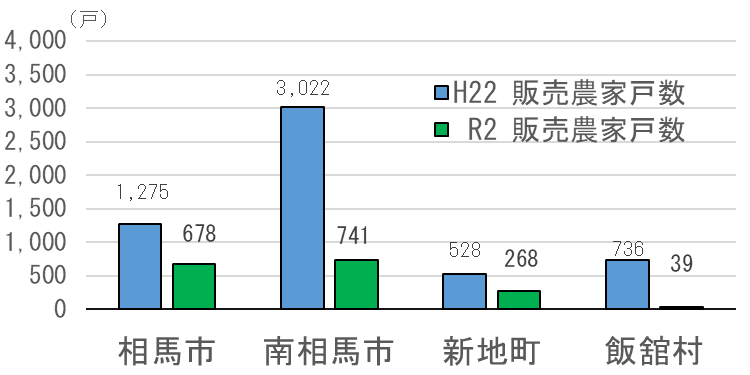 (戸)
4,000
3,500
3,000
2,500
2,000
1,500
1,000
500
0
H22 販売農家戸数
R2 販売農家戸数
1,275
678
3,022
741
528
268
736
39
相馬市
南相馬市
新地町
飯舘村